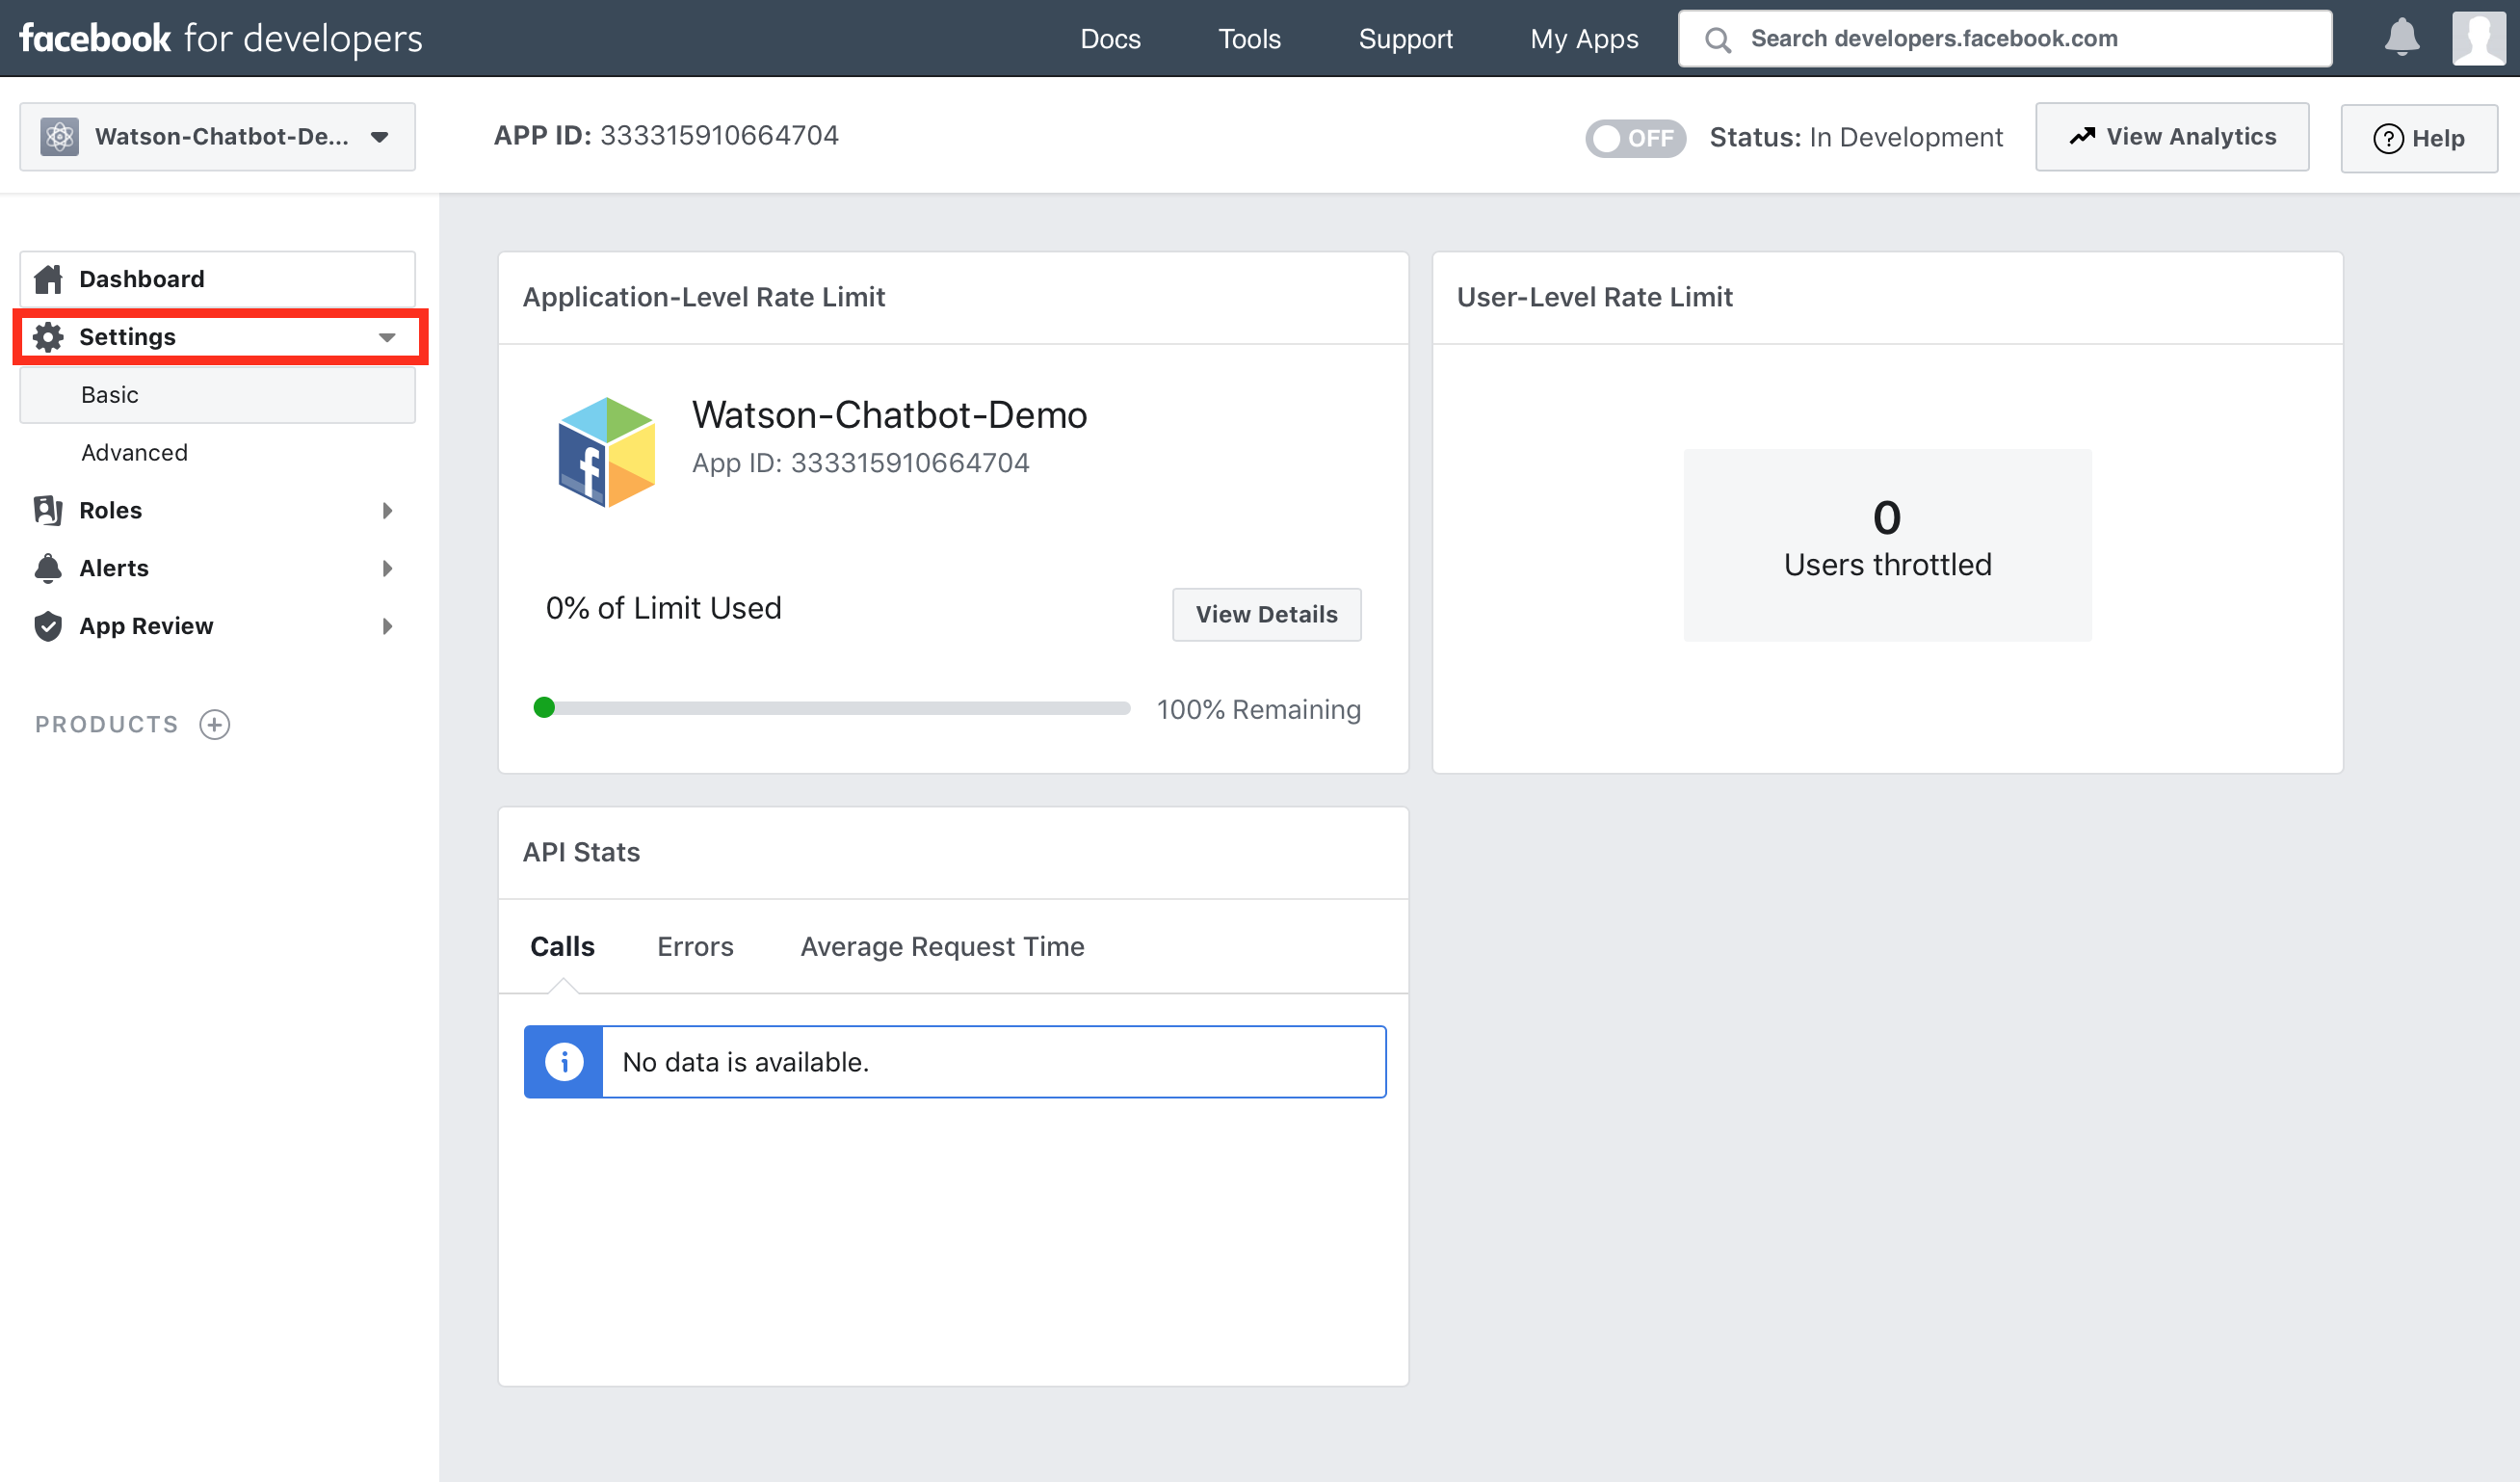 facebook for developers
Docs Tools Support My Apps Search developers.facebook.com
Watson-Chatbot-De... APP ID: 333315910664704 OFF Status: In Development View Analytics ? Help
Dashboard
Settings
Basic
Advanced
Roles
Alerts
App Review
PRODUCTS
Application-Level Rate Limit
f
Watson-Chatbot-Demo
App ID: 333315910664704
0% of Limit Used View Details
100% Remaining
User-Level Rate Limit
0
Users throttled
API Stats
Calls Errors Average Request Time
i No data is available.